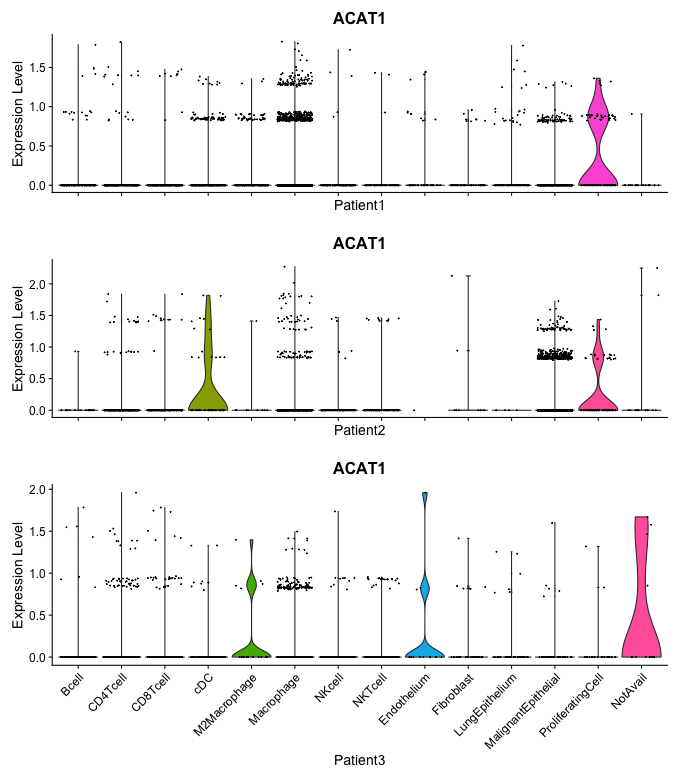 ACAT1
Expression Level
1.5
1.0
0.5
0.0
Patient1
ACAT1
Expression Level
2.0
1.5
1.0
0.5
0.0
Patient2
ACAT1
Expression Level
2.0
1.5
1.0
0.5
0.0
Bcell
CD4Tcell
CD8Tcell
cDC
M2Macrophage
Macrophage
NKcell
NKTcell
Endothelium
Fibroblast
LungEpithelium
MalignantEpithelial
ProliferatingCell
NotAvail
Patient3